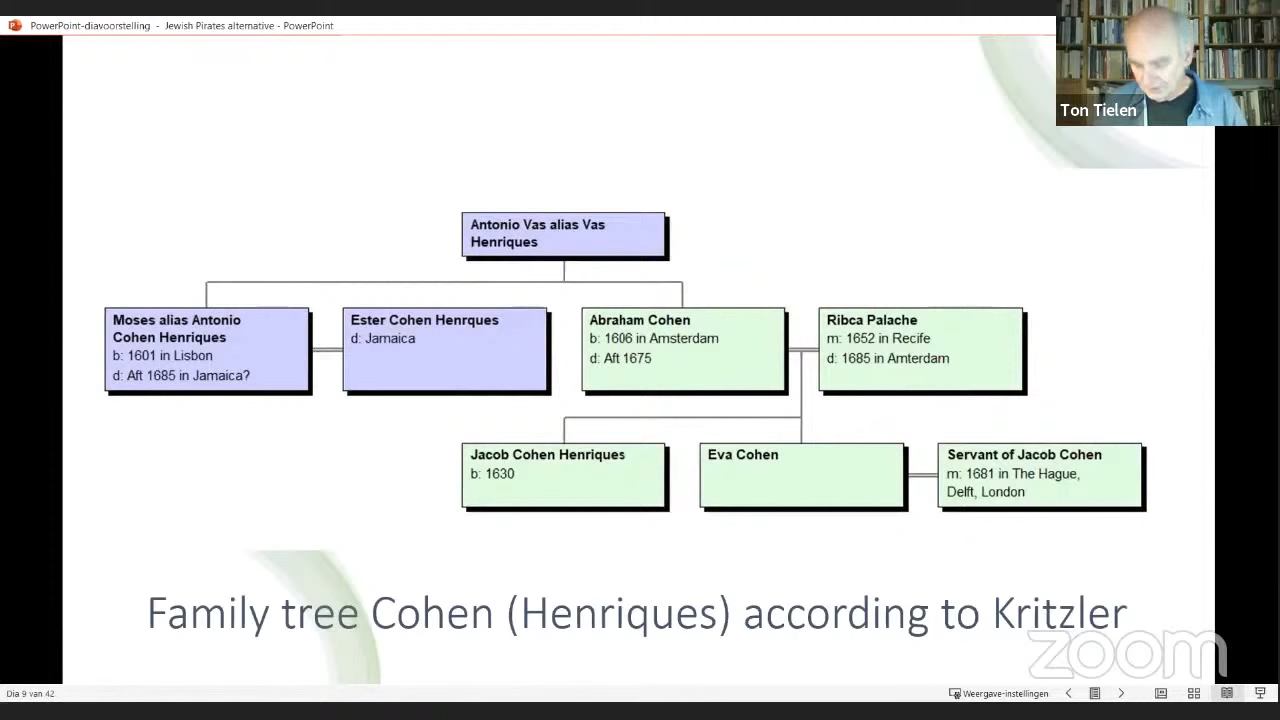 PowerPoint-diavoorstelling - Jewish Pirates alternative - PowerPoint
Ton Tielen
Antonio Vas alias Vas
Henriques
Moses alias Antonio
Cohen Henriques
b: 1601 in Lisbon
d: Aft 1685 in Jamaica?
Ester Cohen Henrques
d: Jamaica
Abraham Cohen
b: 1606 in Amsterdam
d: Aft 1675
Ribca Palache
m: 1652 in Recife
d: 1685 in Amterdam
Jacob Cohen Henriques
b: 1630
Eva Cohen
Servant of Jacob Cohen
m: 1681 in The Hague,
Delft, London
Family tree Cohen (Henriques) according to Kritzler
zoom
Dia 9 van 42
Weergave-instellingen